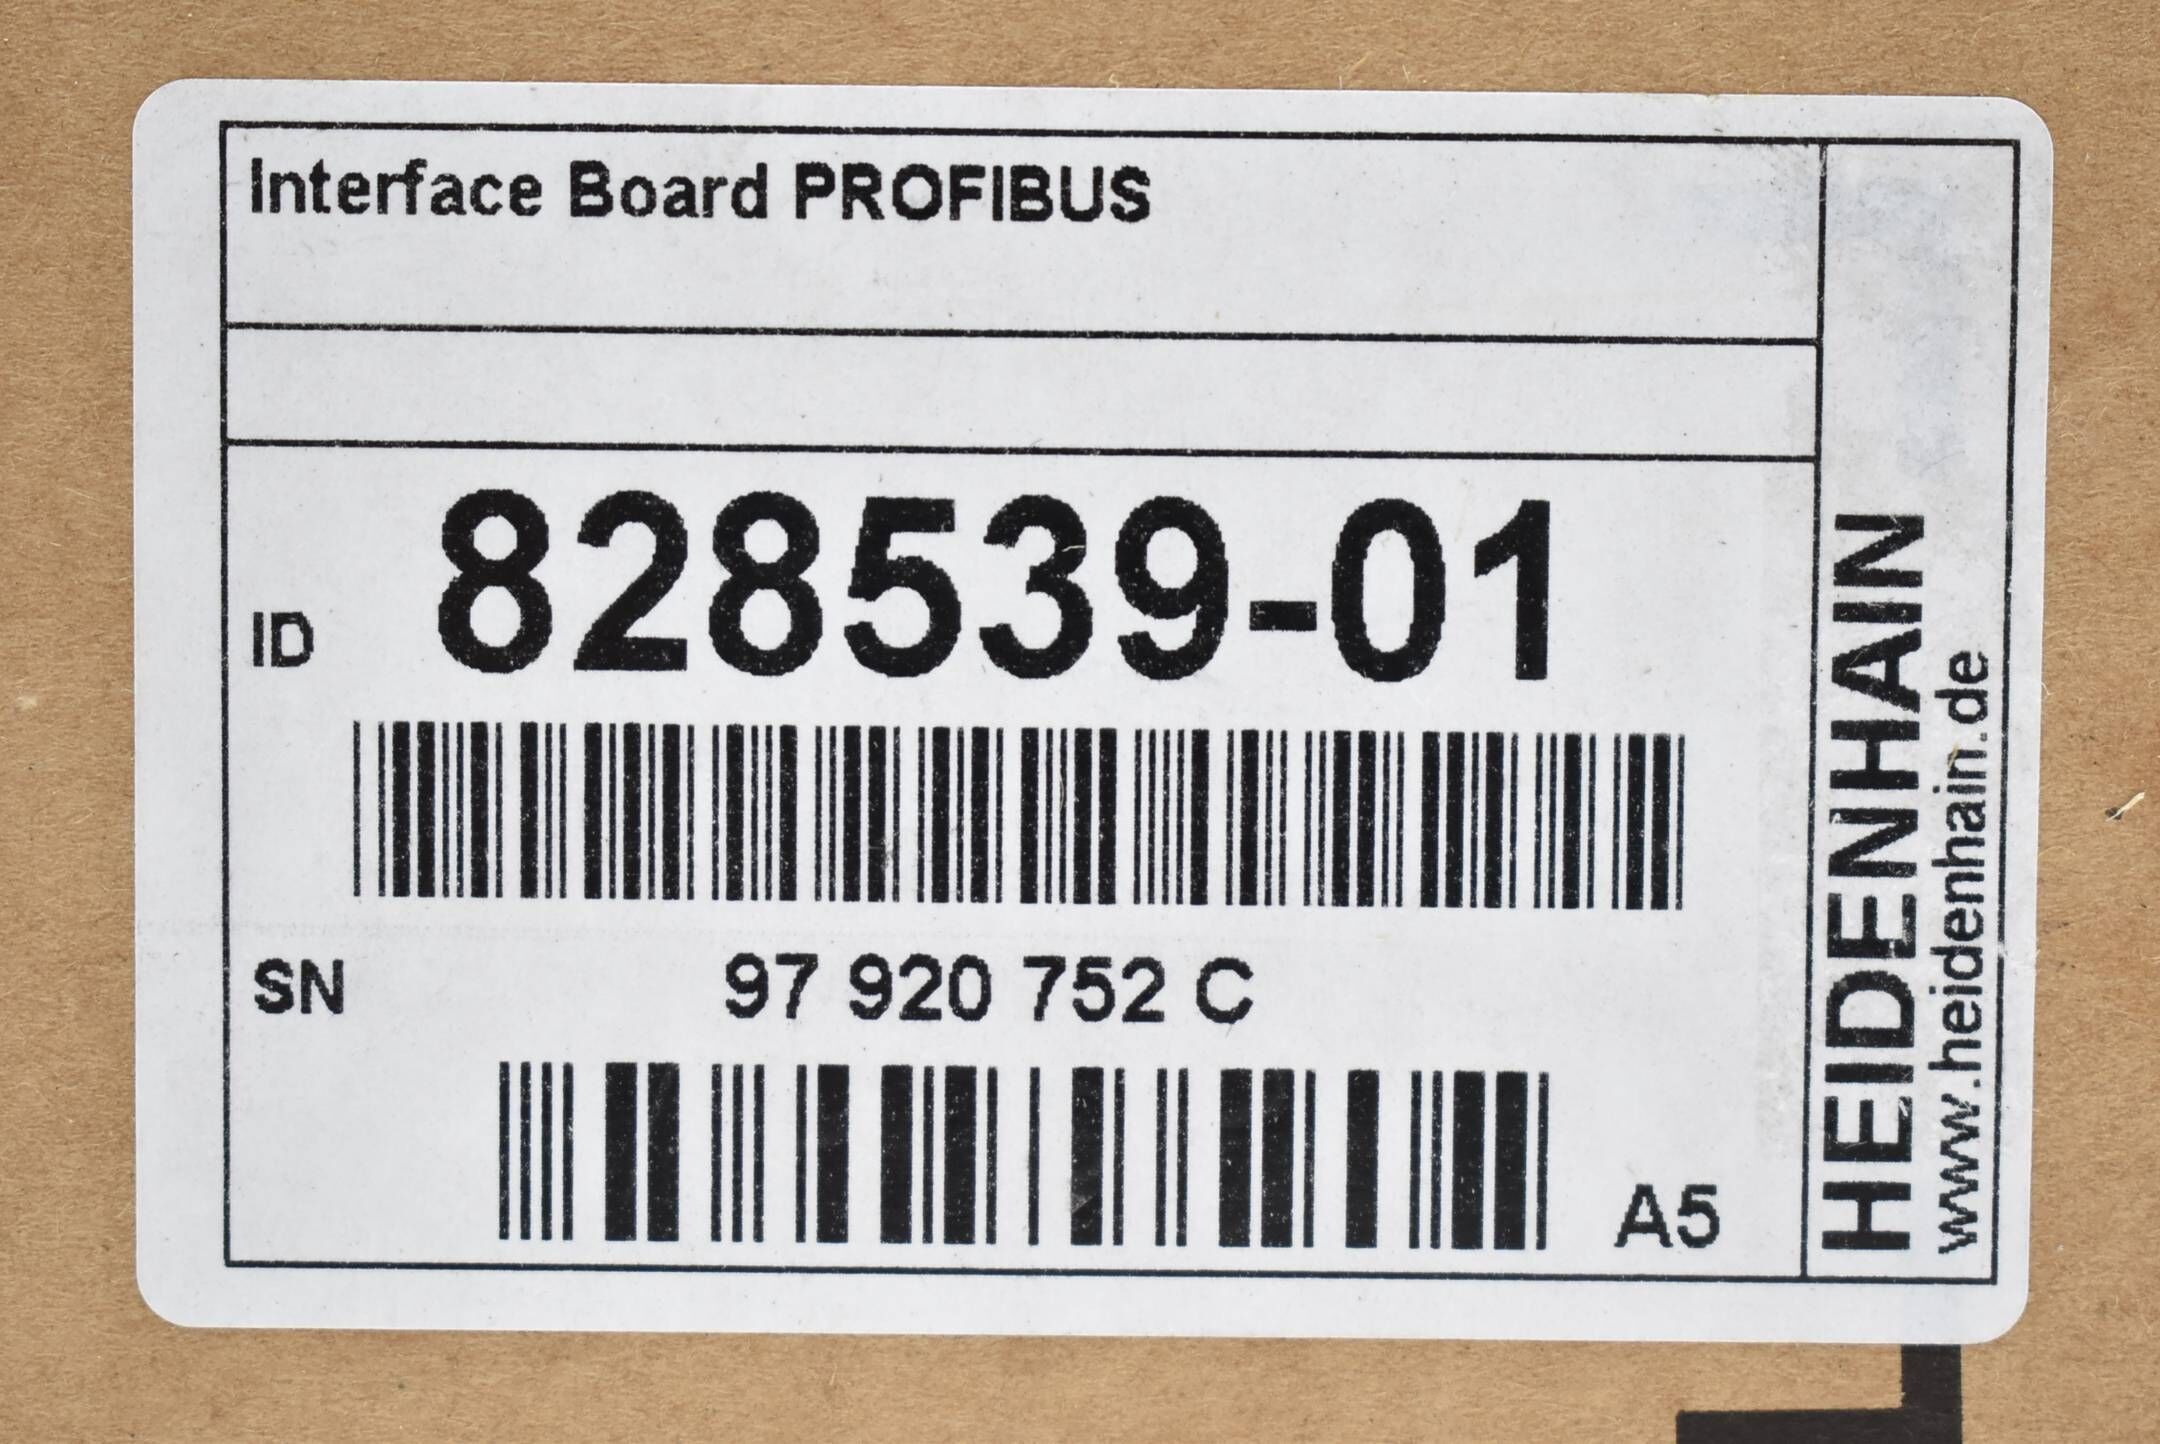 Interface Board PROFIBUS
ID 828539-01
SN 97 920 752 C
A5
HEIDENHAIN
www.heidenhain.de